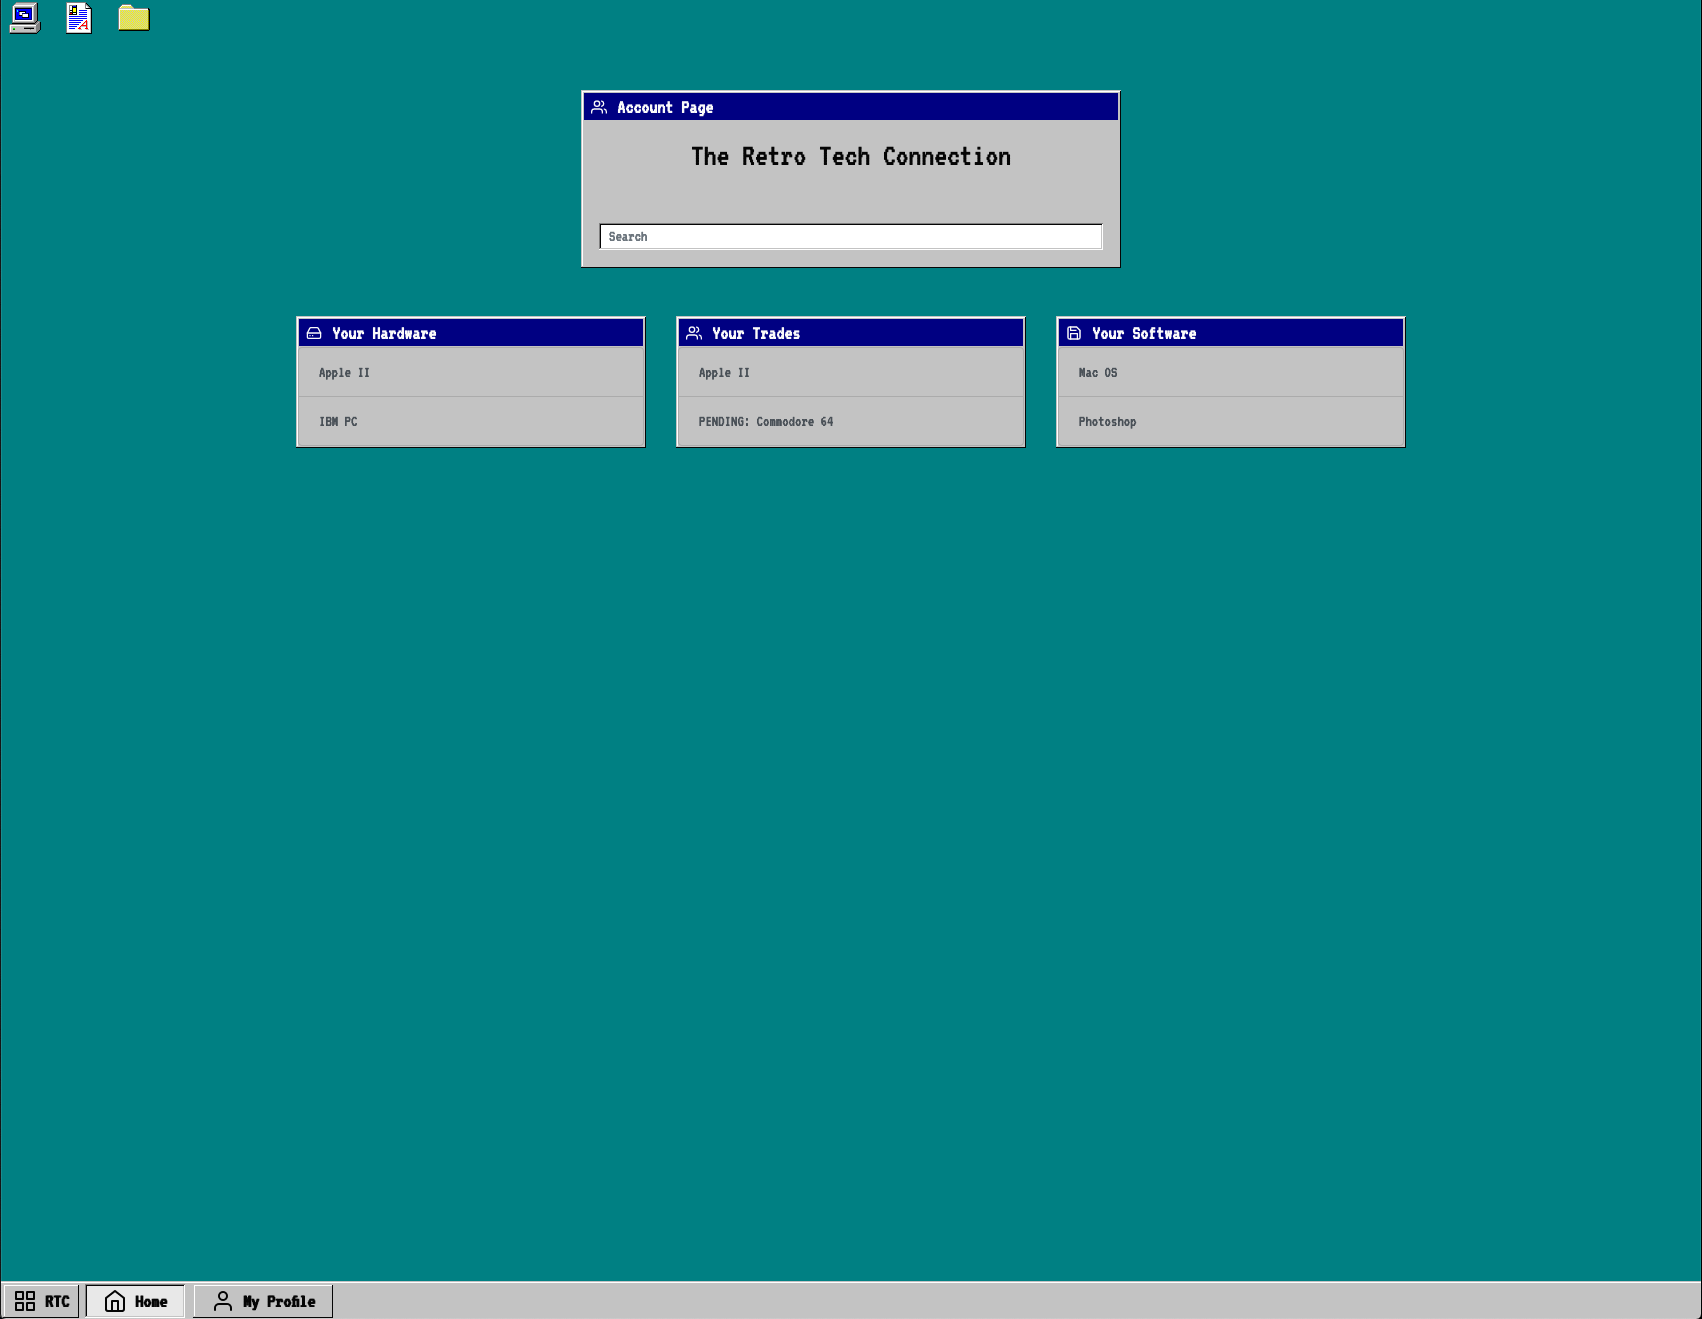 Account Page
The Retro Tech Connection
Search
Your Hardware
Apple II
IBM PC
Your Trades
Apple II
PENDING: Commodore 64
Your Software
Mac OS
Photoshop
RTC
Home
My Profile